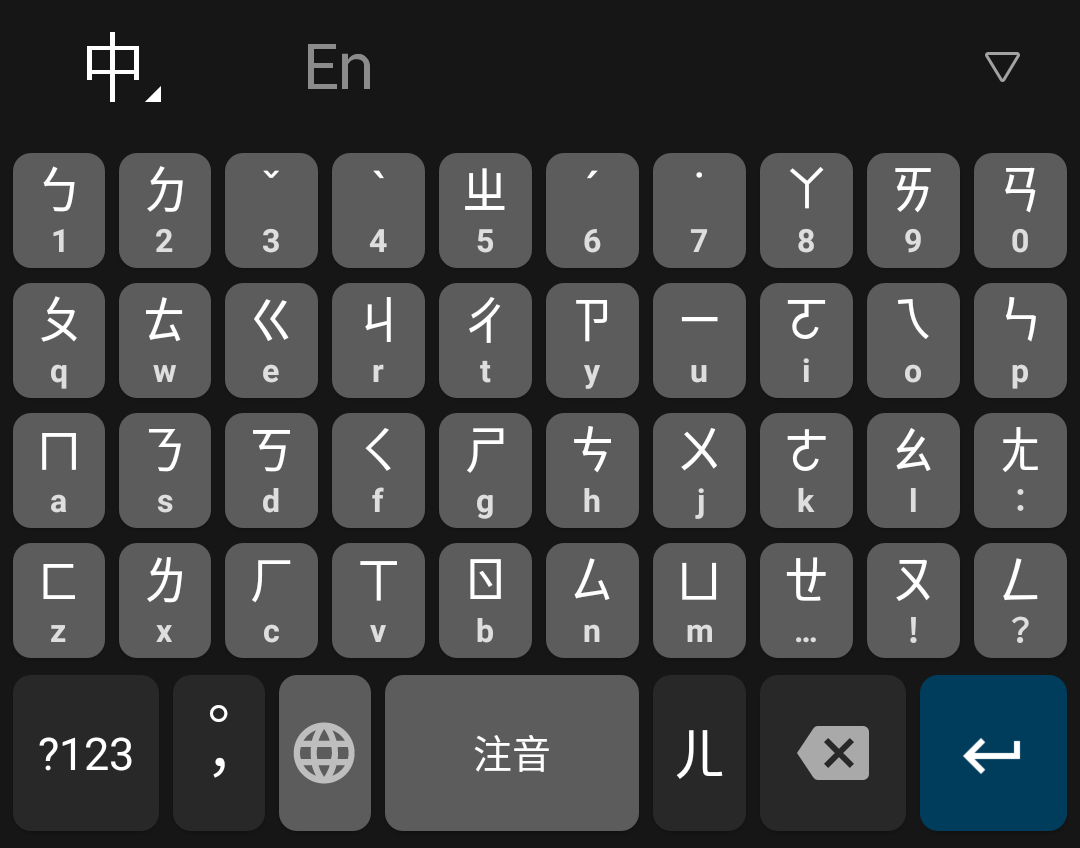 中 En
ㄅ ㄉ ˇ ˋ ㄓ ˊ ˙ ㄚ ㄞ ㄢ
1 2 3 4 5 6 7 8 9 0
ㄆ ㄊ ㄍ ㄐ ㄔ ㄗ ㄧ ㄛ ㄟ ㄣ
q w e r t y u i o p
ㄇ ㄋ ㄎ ㄑ ㄕ ㄘ ㄨ ㄜ ㄠ ㄤ
a s d f g h j k l :
ㄈ ㄌ ㄏ ㄒ ㄖ ㄙ ㄩ ㄝ ㄡ ㄥ
z x c v b n m … ! ?
?123 。, 注音 ㄦ